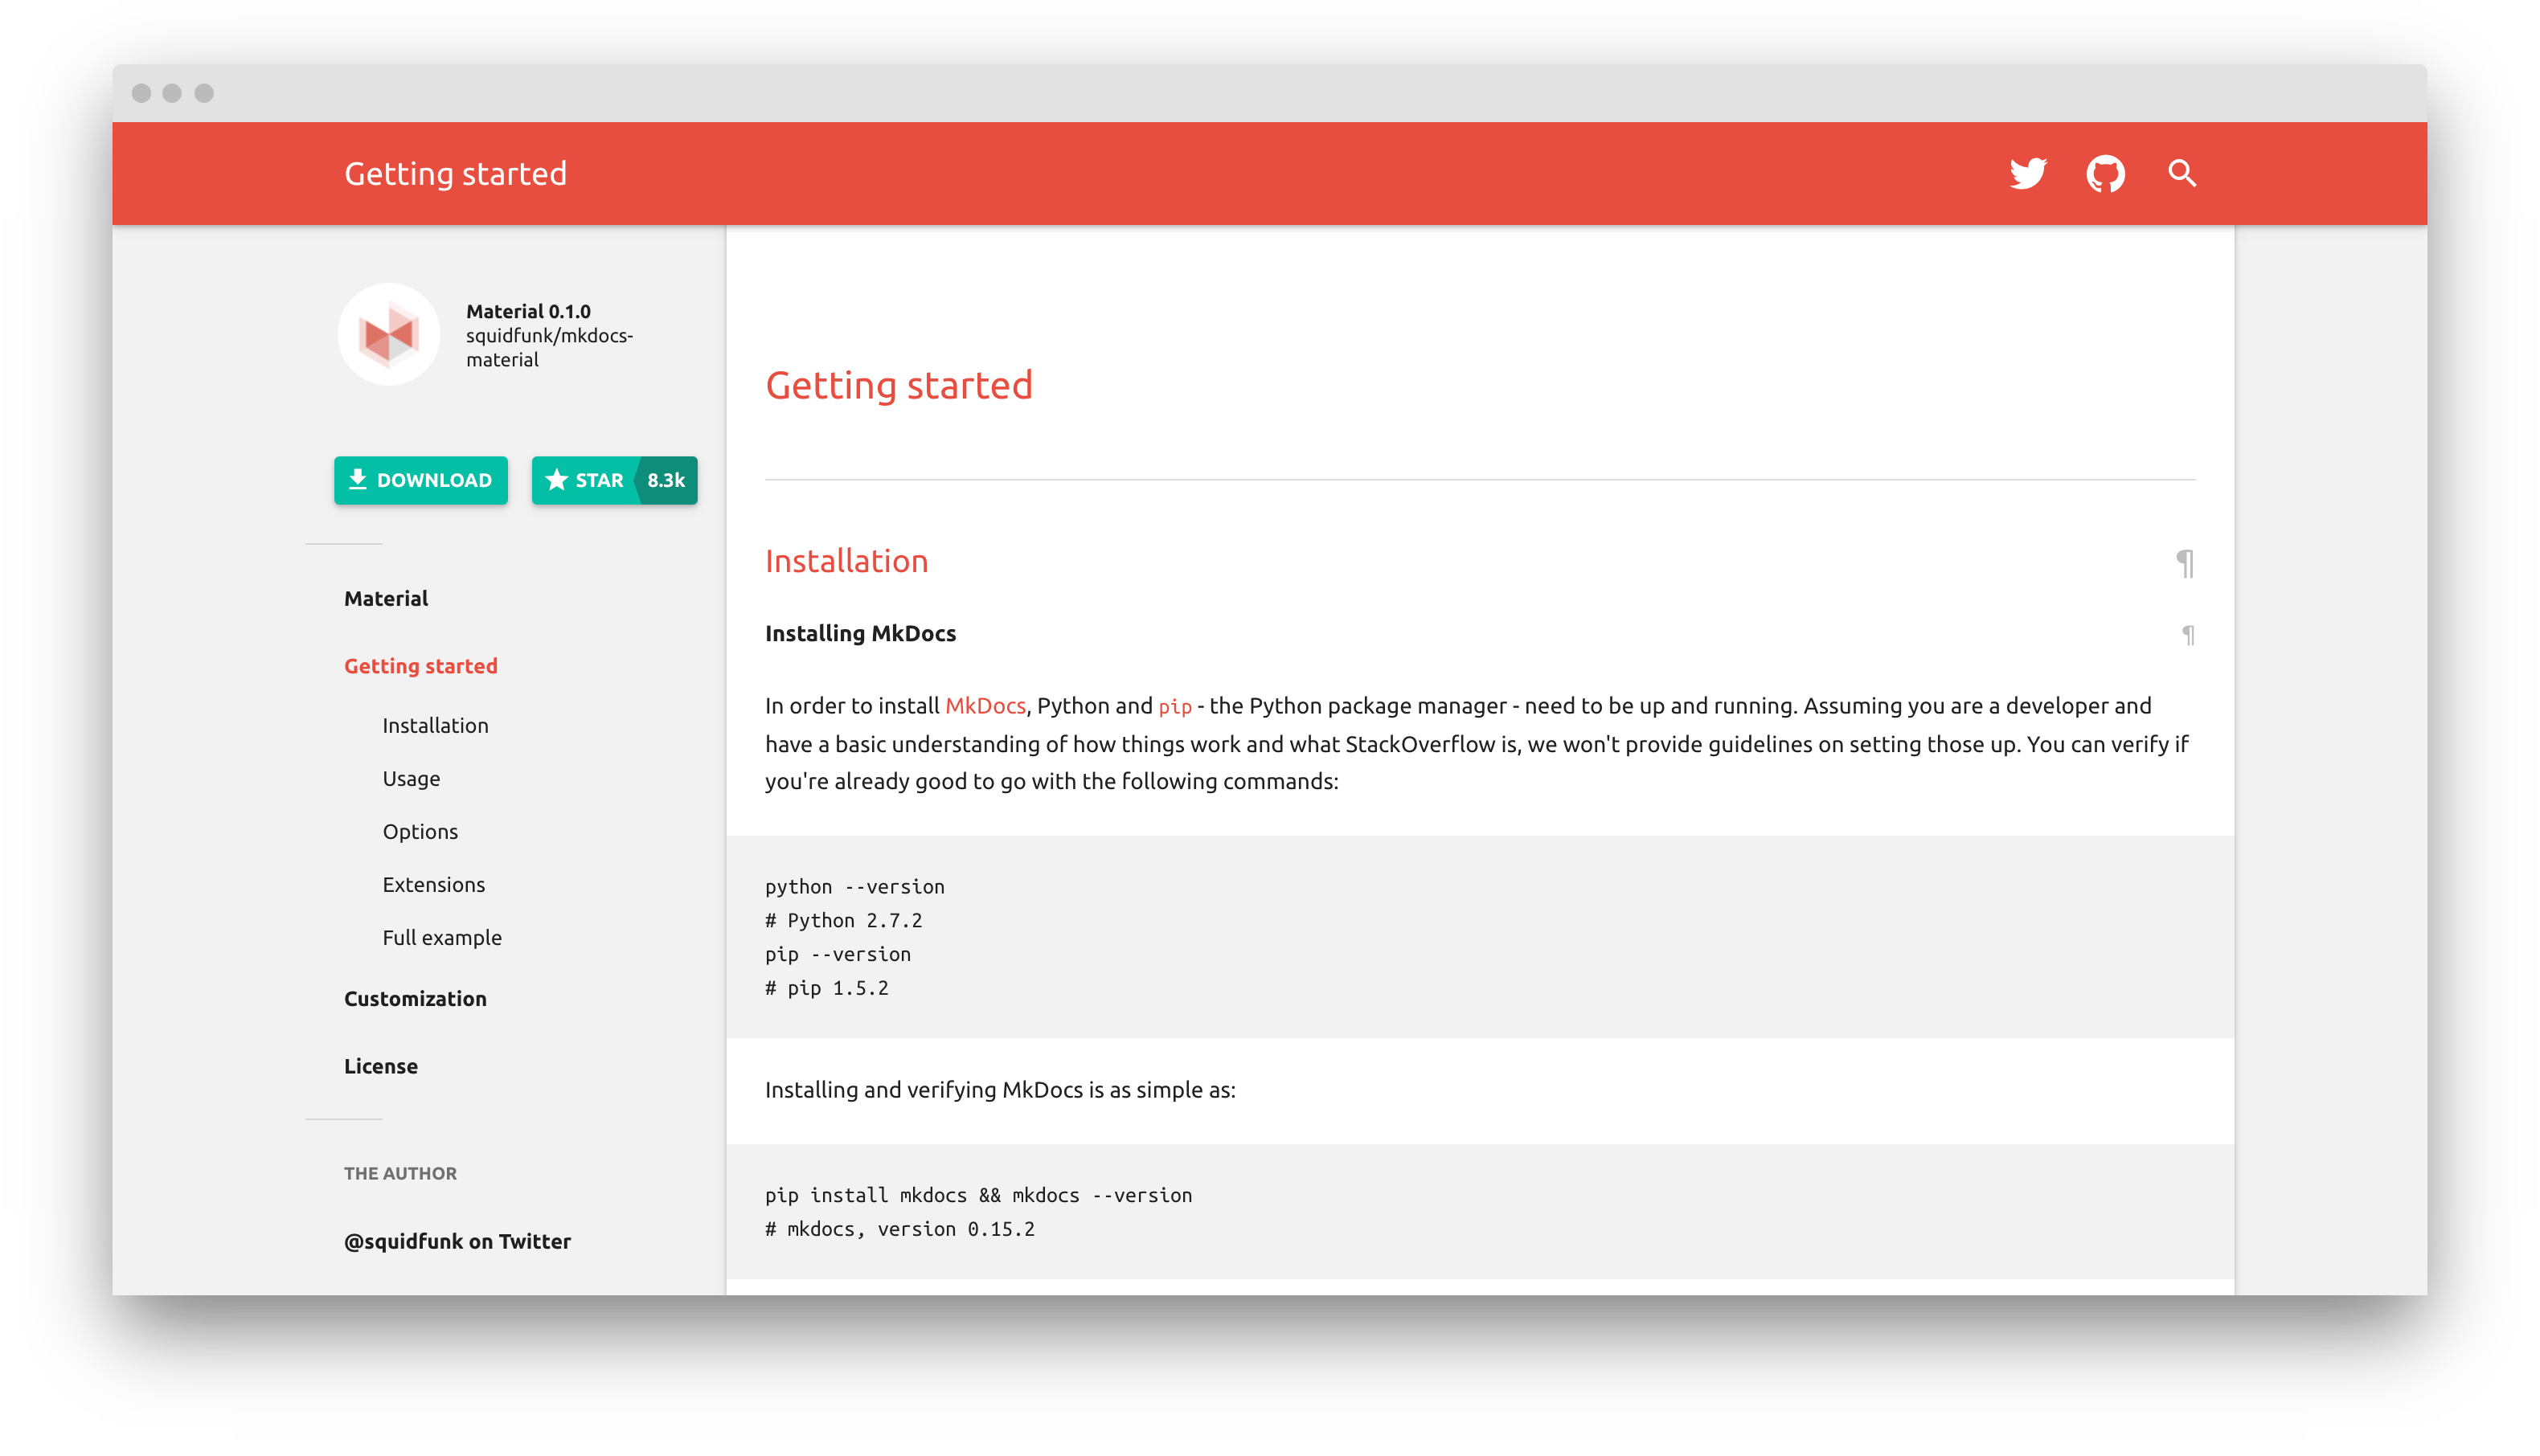 Getting started
Material 0.1.0
squidfunk/mkdocs-
material
DOWNLOAD
STAR 8.3k
Material
Getting started
Installation
Usage
Options
Extensions
Full example
Customization
License
THE AUTHOR
@squidfunk on Twitter
Getting started
Installation ¶
Installing MkDocs ¶
In order to install MkDocs, Python and pip - the Python package manager - need to be up and running. Assuming you are a developer and
have a basic understanding of how things work and what StackOverflow is, we won't provide guidelines on setting those up. You can verify if
you're already good to go with the following commands:
python --version
# Python 2.7.2
pip --version
# pip 1.5.2
Installing and verifying MkDocs is as simple as:
pip install mkdocs && mkdocs --version
# mkdocs, version 0.15.2